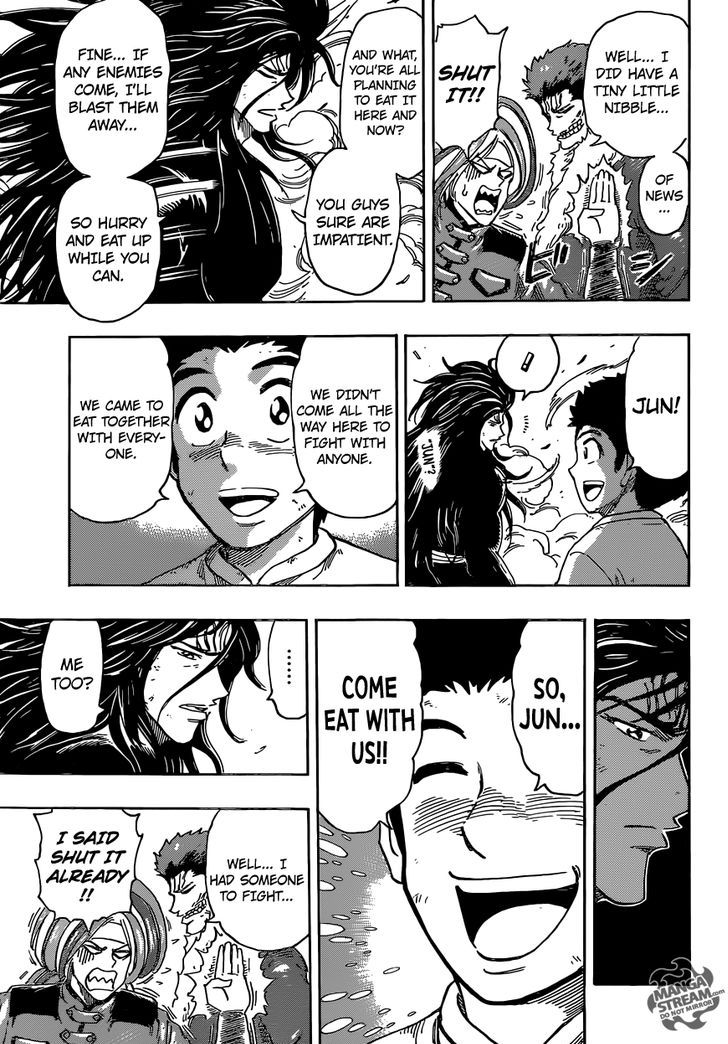 WELL... I
DID HAVE A
TINY LITTLE
NIBBLE...
OF
NEWS
...
SHUT
IT!!
AND WHAT,
YOU'RE ALL
PLANNING
TO EAT IT
HERE AND
NOW?
YOU GUYS
SURE ARE
IMPATIENT.
FINE... IF
ANY ENEMIES
COME, I'LL
BLAST THEM
AWAY...
SO HURRY
AND EAT UP
WHILE YOU
CAN.
JUN!
!
"JUN"?
WE DIDN'T
COME ALL THE
WAY HERE TO
FIGHT WITH
ANYONE.
WE CAME TO
EAT TOGETHER
WITH EVERY-
ONE.
SO,
JUN...
COME
EAT WITH
US!!
......
ME
TOO?
WELL... I
HAD SOMEONE
TO FIGHT...
I SAID
SHUT IT
ALREADY
!!
MANGA
STREAM.com
DO NOT MIRROR